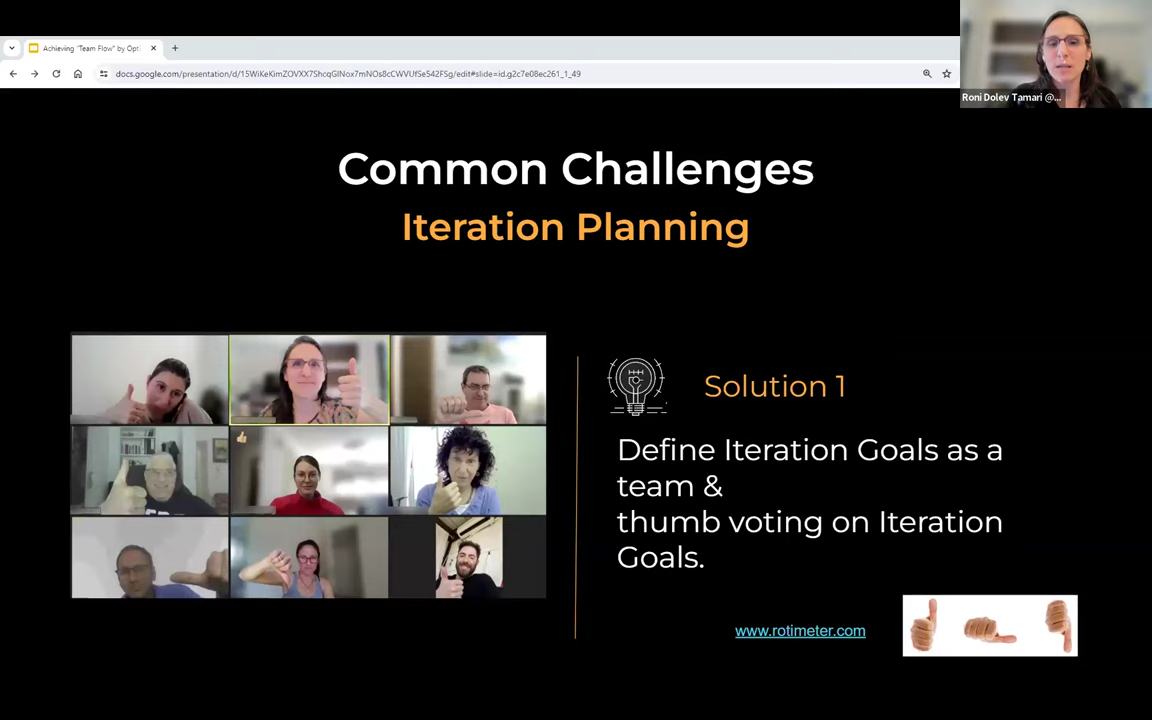 Achieving "Team Flow" by Opti
docs.google.com/presentation/d/15WiKeKimZOVXX7ShcqGlNox7mNOs8cCWVUfSe542FSg/edit#slide=id.g2c7e08ec261_1_49
Roni Dolev Tamari @...
Common Challenges
Iteration Planning
Solution 1
Define Iteration Goals as a
team &
thumb voting on Iteration
Goals.
www.rotimeter.com